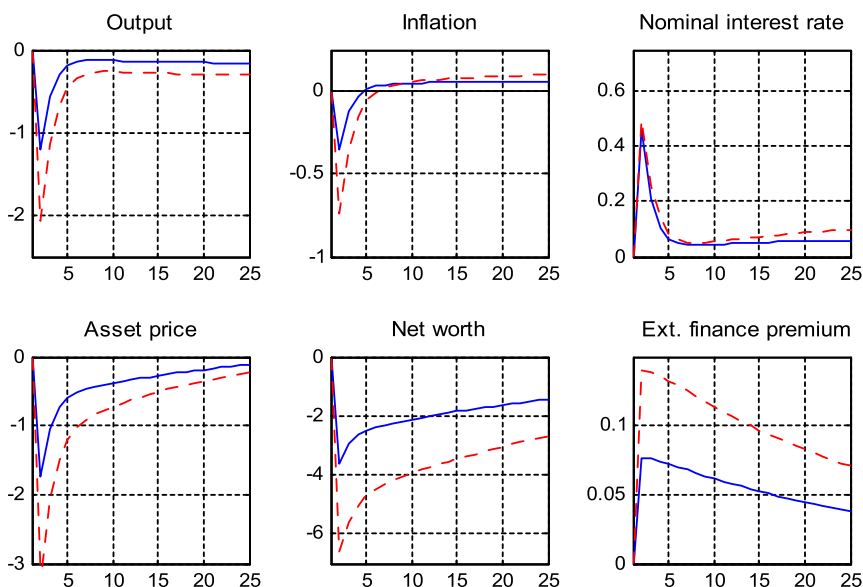 Output
0
-1
-2
5 10 15 20 25
Inflation
0
-0.5
-1
5 10 15 20 25
Nominal interest rate
0.6
0.4
0.2
0
5 10 15 20 25
Asset price
0
-1
-2
-3
5 10 15 20 25
Net worth
0
-2
-4
-6
5 10 15 20 25
Ext. finance premium
0.1
0.05
0
5 10 15 20 25